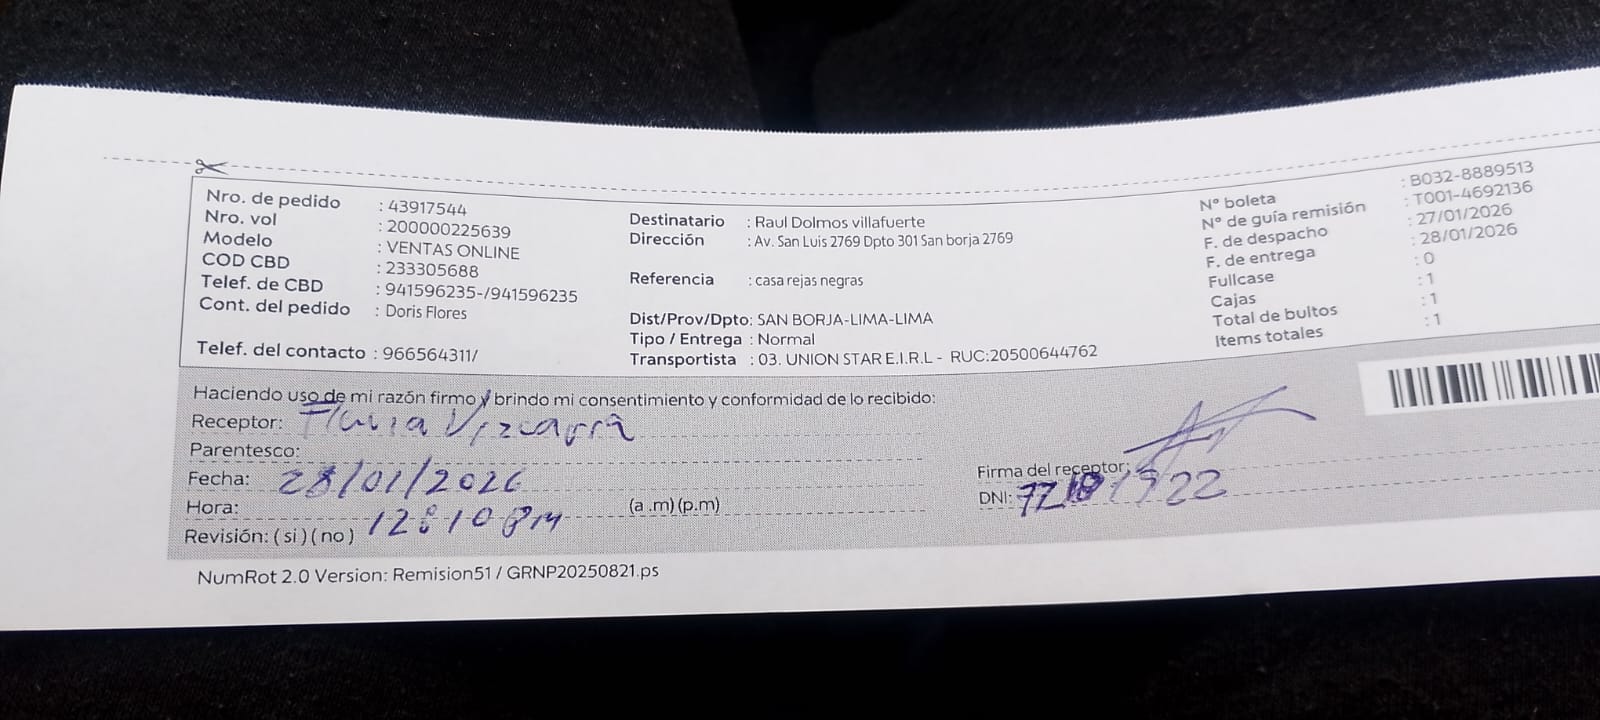 Nro. de pedido : 43917544
Nro. vol : 200000225639
Modelo : VENTAS ONLINE
COD CBD : 233305688
Telef. de CBD : 941596235-/941596235
Cont. del pedido : Doris Flores
Telef. del contacto : 966564311/
Destinatario : Raul Dolmos villafuerte
Dirección : Av. San Luis 2769 Dpto 301 San borja 2769
Referencia : casa rejas negras
Dist/Prov/Dpto: SAN BORJA-LIMA-LIMA
Tipo / Entrega : Normal
Transportista : 03. UNION STAR E.I.R.L - RUC:20500644762
N° boleta : B032-8889513
N° de guía remisión : T001-4692136
F. de despacho : 27/01/2026
F. de entrega : 28/01/2026
Fullcase : 0
Cajas : 1
Total de bultos : 1
Items totales : 1
Haciendo uso de mi razón firmo y brindo mi consentimiento y conformidad de lo recibido:
Receptor: Vizcarra
Parentesco:
Fecha: 28/01/2026
Hora: 12:10 pm (a.m)(p.m)
Revisión: ( si ) ( no )
Firma del receptor:
DNI:
NumRot 2.0 Version: Remision51 / GRNP20250821.ps